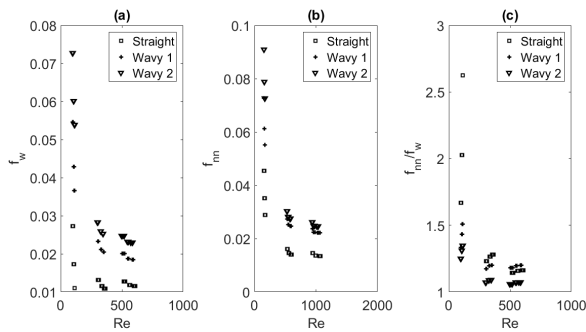 (a)
0.08
0.07
0.06
0.05
0.04
0.03
0.02
0.01
0
500
1000
f_w
Re
Straight
Wavy 1
Wavy 2
(b)
0.1
0.08
0.06
0.04
0.02
0
0
1000
2000
f_nn
Re
Straight
Wavy 1
Wavy 2
(c)
3
2.5
2
1.5
1
0
500
1000
f_nn/f_w
Re
Straight
Wavy 1
Wavy 2